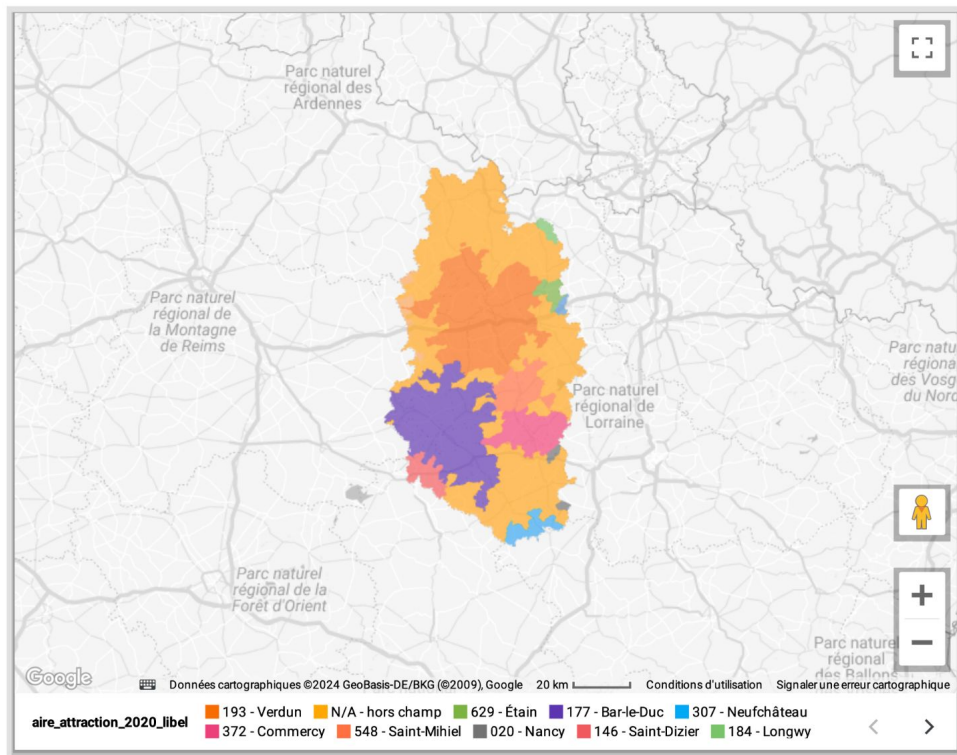 Parc naturel
régional des
Ardennes
Parc naturel
régional de
la Montagne
de Reims
Parc natu
régiona
des Vosg
du Nord
Parc naturel
régional de
Lorraine
Parc naturel
régional de la
Forêt d'Orient
Parc naturel
régional
des Ballons
Google
Données cartographiques ©2024 GeoBasis-DE/BKG (©2009), Google 20 km Conditions d'utilisation Signaler une erreur cartographique
aire_attraction_2020_libel
193 - Verdun N/A - hors champ 629 - Étain 177 - Bar-le-Duc 307 - Neufchâteau
372 - Commercy 548 - Saint-Mihiel 020 - Nancy 146 - Saint-Dizier 184 - Longwy